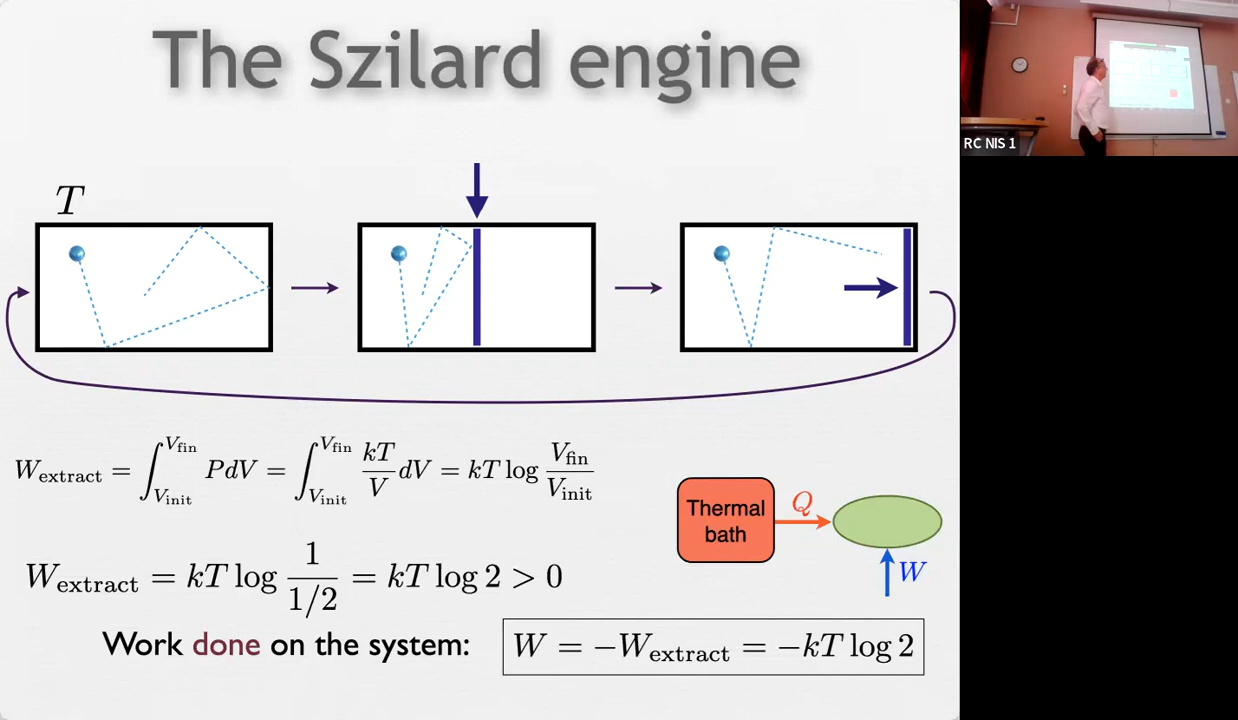 The Szilard engine
RC NIS 1
T
W_extract = ∫_{V_init}^{V_fin} PdV = ∫_{V_init}^{V_fin} kT/V dV = kT log V_fin/V_init
Thermal bath
Q
W
W_extract = kT log 1/(1/2) = kT log 2 > 0
Work done on the system: W = −W_extract = −kT log 2